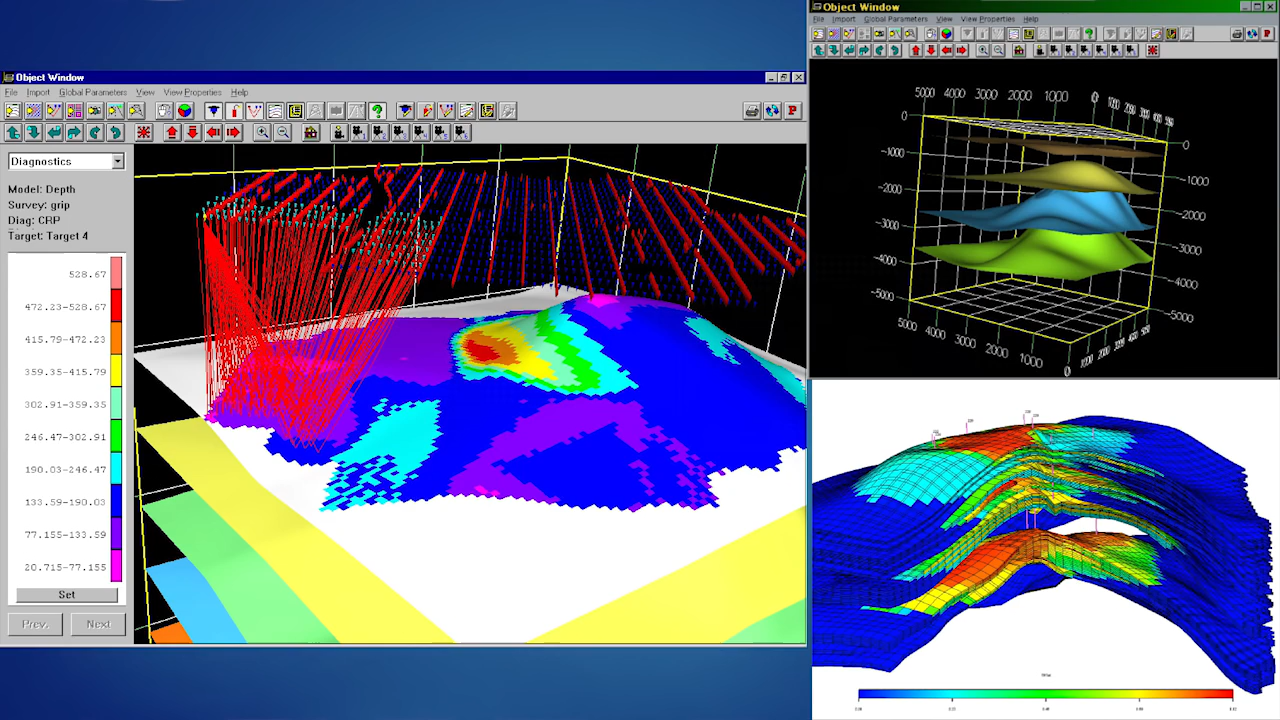 Object Window
File Import Global Parameters View View Properties Help
Diagnostics
Model: Depth
Survey: grip
Diag: CRP
Target: Target 4
528.67
472.23-528.67
415.79-472.23
359.35-415.79
302.91-359.35
246.47-302.91
190.03-246.47
133.59-190.03
77.155-133.59
20.715-77.155
Set
Prev. Next
Object Window
File Import Global Parameters View View Properties Help
5000 4000 3000 2000 1000 0 1000 2000 3000 4000 5000
0 0
-1000 -1000
-2000 -2000
-3000 -3000
-4000 -4000
-5000 -5000
5000 4000 3000 2000 1000 0